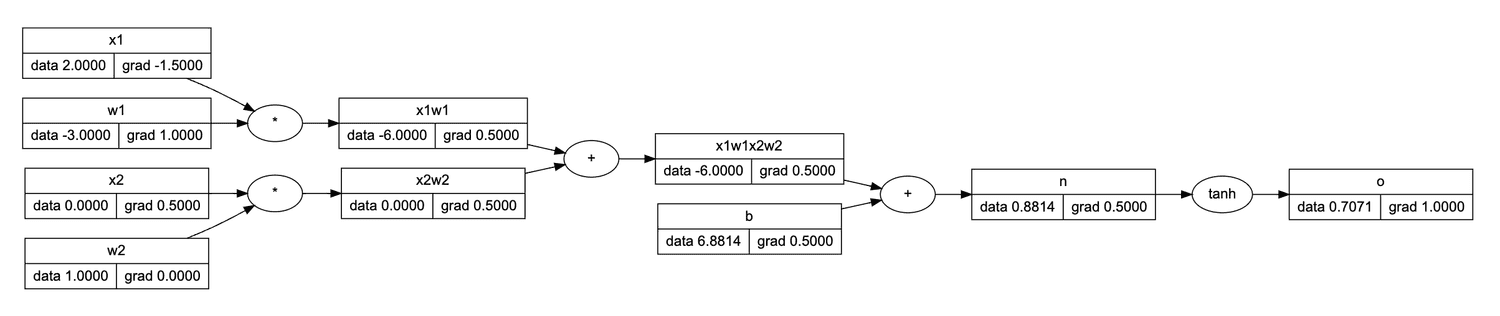 x1
data 2.0000 grad -1.5000
w1
data -3.0000 grad 1.0000
*
x1w1
data -6.0000 grad 0.5000
x2
data 0.0000 grad 0.5000
*
x2w2
data 0.0000 grad 0.5000
w2
data 1.0000 grad 0.0000
+
x1w1x2w2
data -6.0000 grad 0.5000
b
data 6.8814 grad 0.5000
+
n
data 0.8814 grad 0.5000
tanh
o
data 0.7071 grad 1.0000